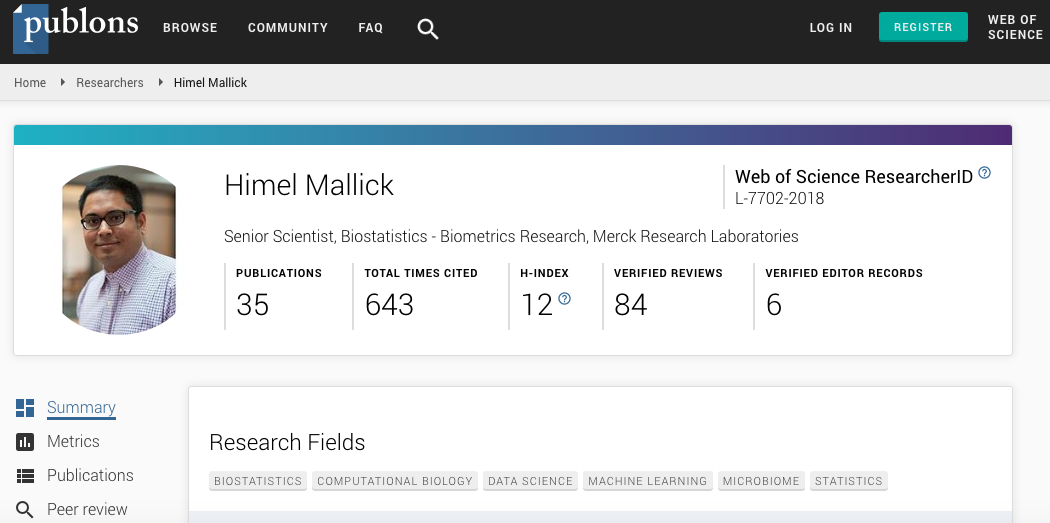 publons BROWSE COMMUNITY FAQ LOG IN REGISTER WEB OF SCIENCE
Home Researchers Himel Mallick
Himel Mallick
Web of Science ResearcherID ?
L-7702-2018
Senior Scientist, Biostatistics - Biometrics Research, Merck Research Laboratories
PUBLICATIONS TOTAL TIMES CITED H-INDEX VERIFIED REVIEWS VERIFIED EDITOR RECORDS
35 643 12 ? 84 6
Summary
Metrics
Publications
Peer review
Research Fields
BIOSTATISTICS COMPUTATIONAL BIOLOGY DATA SCIENCE MACHINE LEARNING MICROBIOME STATISTICS